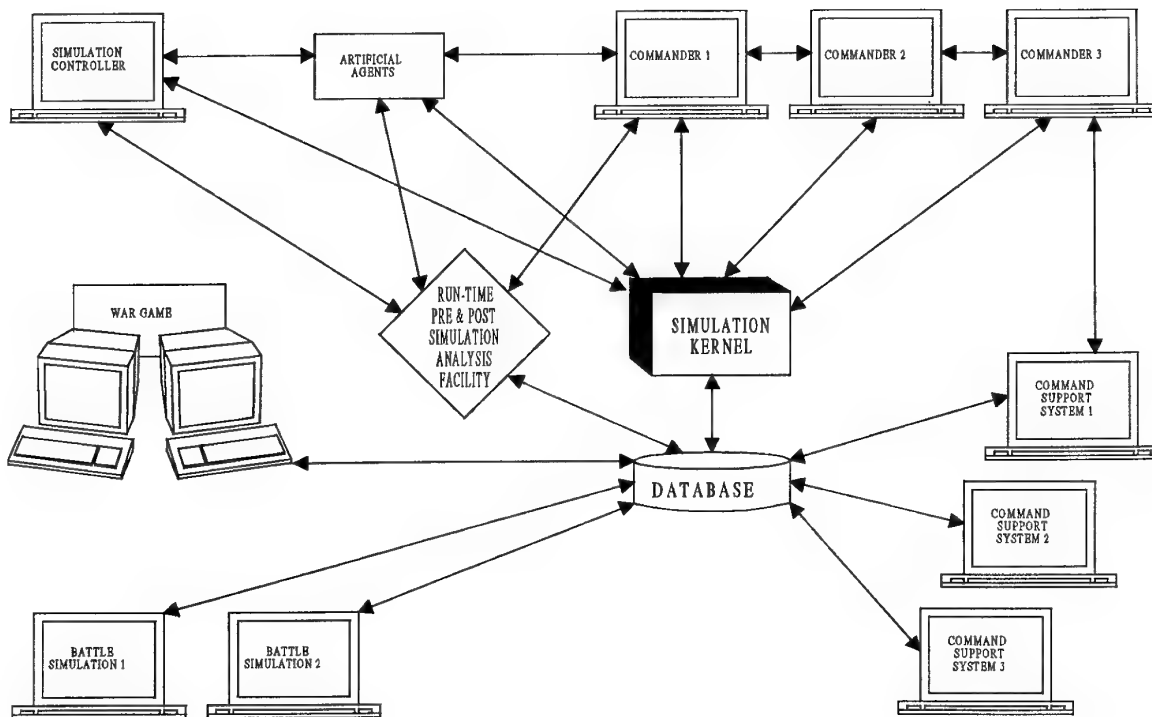 SIMULATION
CONTROLLER
ARTIFICIAL
AGENTS
COMMANDER 1
COMMANDER 2
COMMANDER 3
WAR GAME
RUN-TIME
PRE & POST
SIMULATION
ANALYSIS
FACILITY
SIMULATION
KERNEL
COMMAND
SUPPORT
SYSTEM 1
DATABASE
COMMAND
SUPPORT
SYSTEM 2
BATTLE
SIMULATION 1
BATTLE
SIMULATION 2
COMMAND
SUPPORT
SYSTEM 3